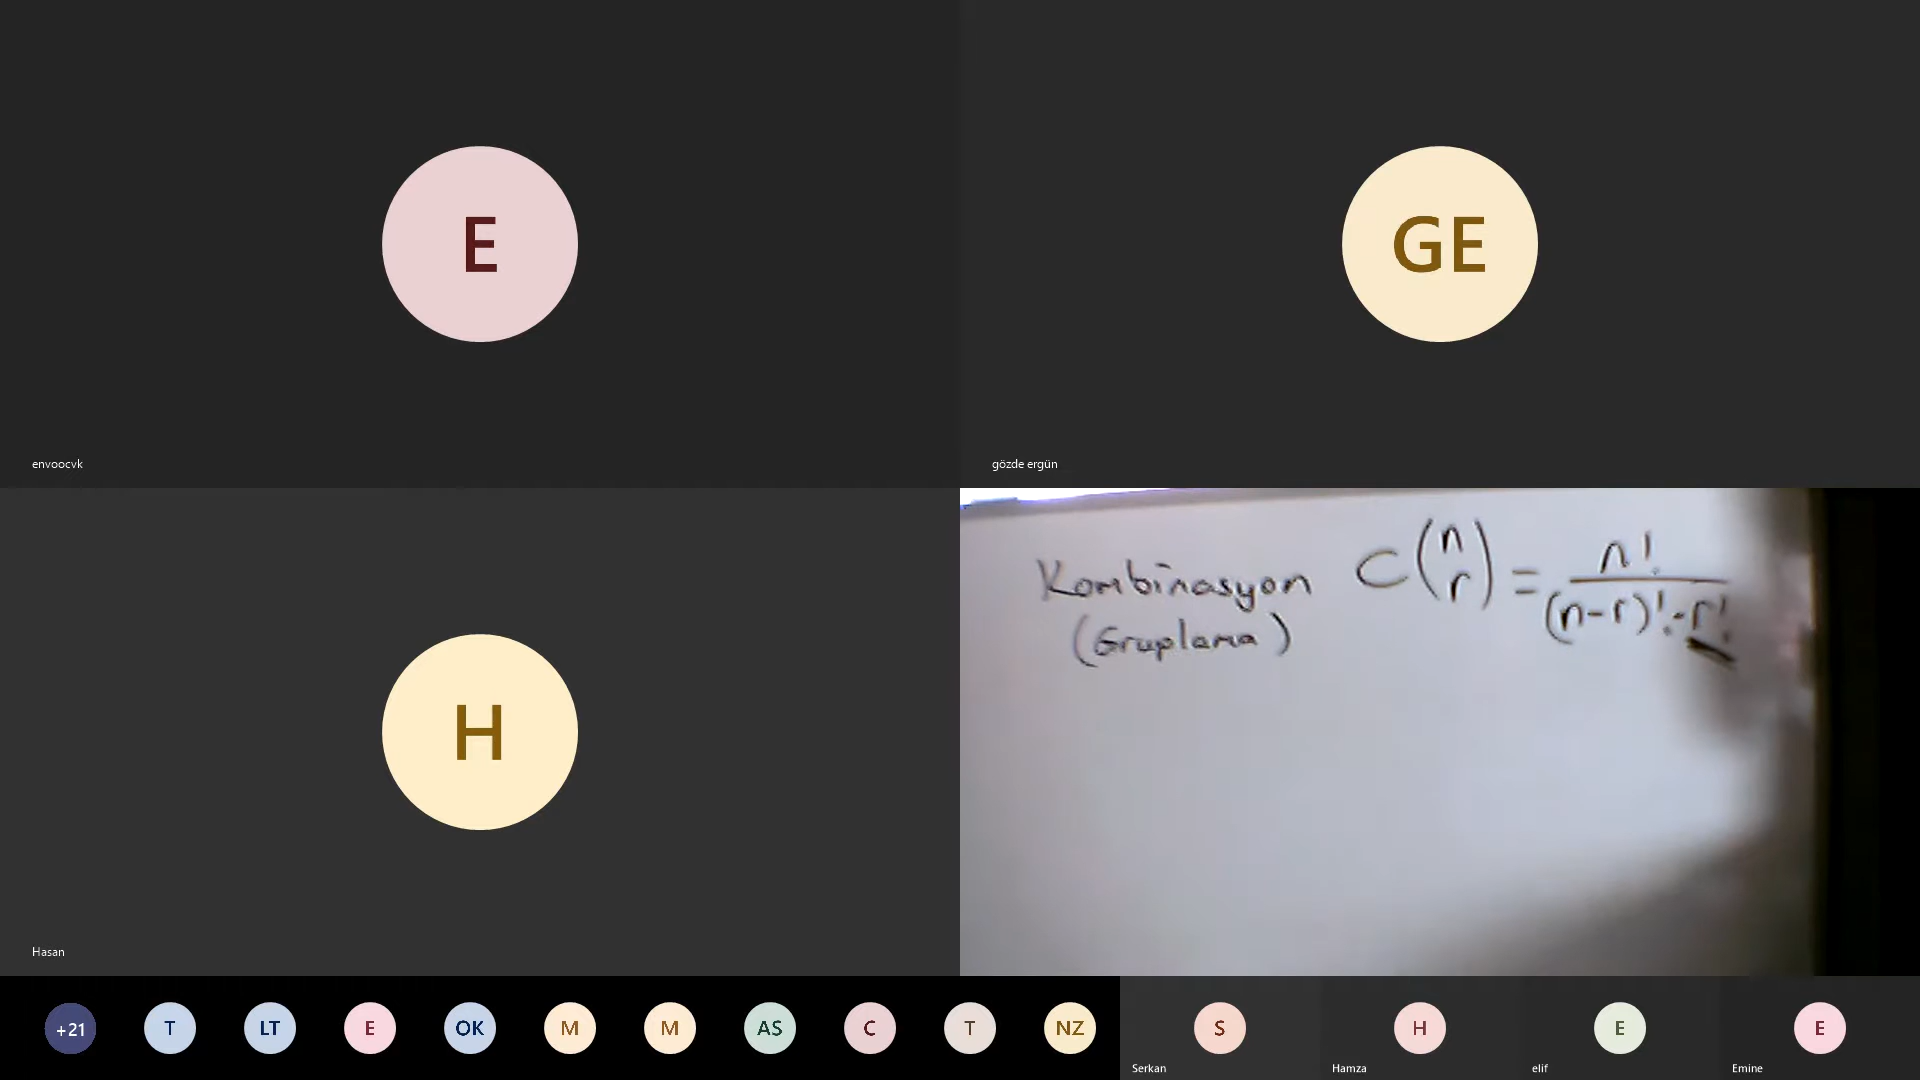 E
envoocvk
GE
gözde ergün
H
Hasan
Kombinasyon C(n r) = n! / (n-r)!.r!
(Gruplama)
+21
T
LT
E
OK
M
M
AS
C
T
NZ
S
Serkan
H
Hamza
E
elif
E
Emine